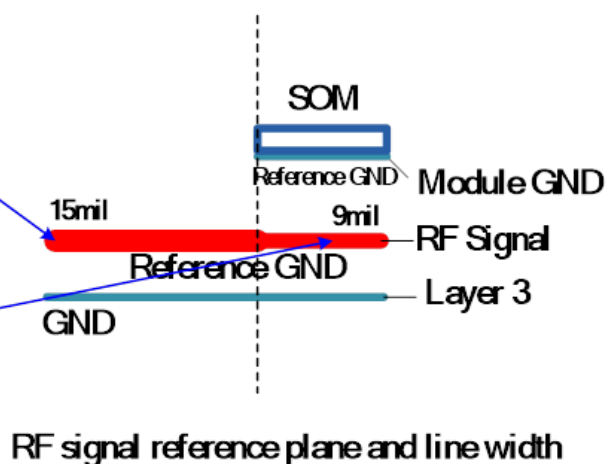 SOM
Reference GND
Module GND
15mil
9mil
RF Signal
Reference GND
Layer 3
GND
RF signal reference plane and line width